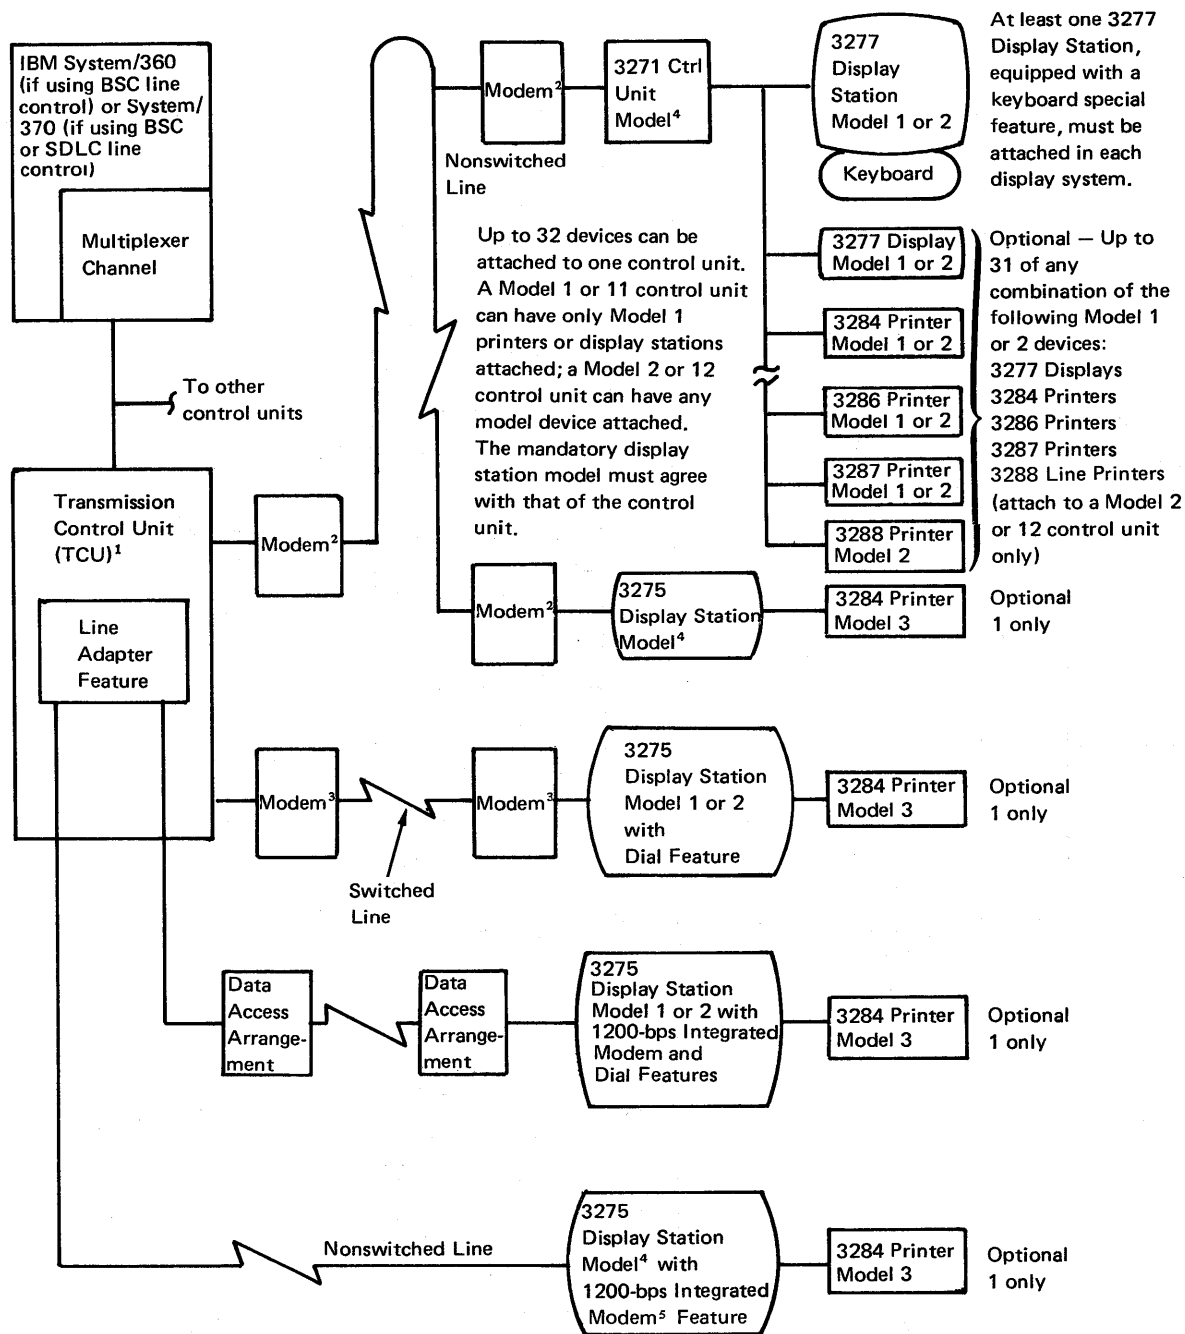 IBM System/360
(if using BSC line
control) or System/
370 (if using BSC
or SDLC line
control)
Multiplexer
Channel
To other
control units
Transmission
Control Unit
(TCU)¹
Line
Adapter
Feature
Modem²
Nonswitched
Line
Modem²
3271 Ctrl
Unit
Model⁴
3277
Display
Station
Model 1 or 2
Keyboard
At least one 3277
Display Station,
equipped with a
keyboard special
feature, must be
attached in each
display system.
Up to 32 devices can be
attached to one control unit.
A Model 1 or 11 control unit
can have only Model 1
printers or display stations
attached; a Model 2 or 12
control unit can have any
model device attached.
The mandatory display
station model must agree
with that of the control
unit.
3277 Display
Model 1 or 2
3284 Printer
Model 1 or 2
3286 Printer
Model 1 or 2
3287 Printer
Model 1 or 2
3288 Printer
Model 2
Optional — Up to
31 of any
combination of the
following Model 1
or 2 devices:
3277 Displays
3284 Printers
3286 Printers
3287 Printers
3288 Line Printers
(attach to a Model 2
or 12 control unit
only)
Modem²
3275
Display Station
Model⁴
3284 Printer
Model 3
Optional
1 only
Modem³
Switched
Line
Modem³
3275
Display Station
Model 1 or 2
with
Dial Feature
3284 Printer
Model 3
Optional
1 only
Data
Access
Arrange-
ment
Data
Access
Arrange-
ment
3275
Display Station
Model 1 or 2 with
1200-bps Integrated
Modem and
Dial Features
3284 Printer
Model 3
Optional
1 only
Nonswitched Line
3275
Display Station
Model⁴ with
1200-bps Integrated
Modem⁵ Feature
3284 Printer
Model 3
Optional
1 only